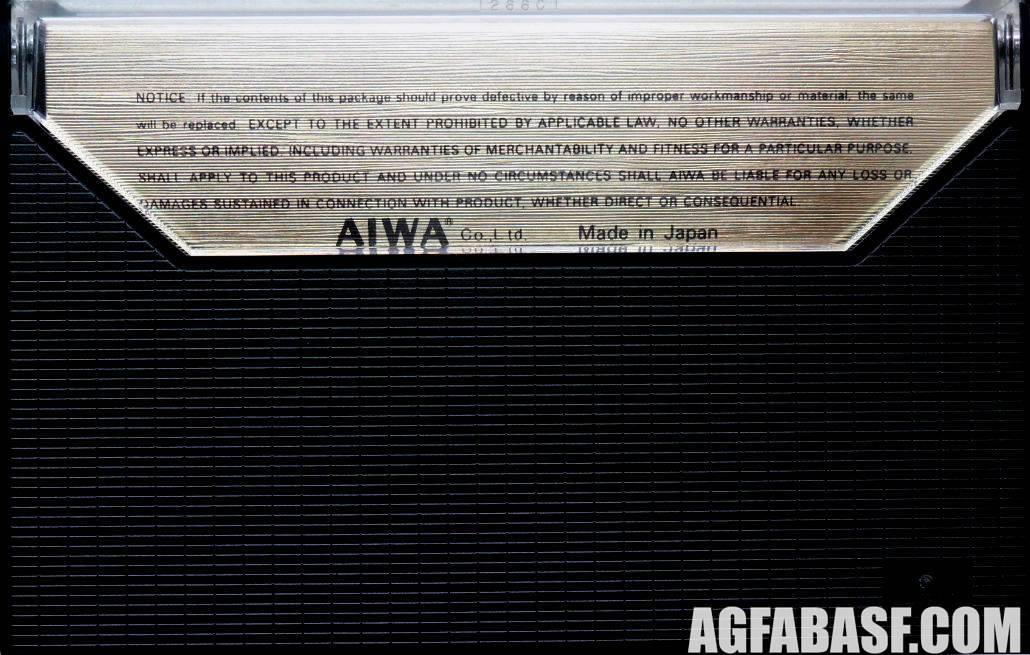 NOTICE. If the contents of this package should prove defective by reason of improper workmanship or material, the same
will be replaced. EXCEPT TO THE EXTENT PROHIBITED BY APPLICABLE LAW, NO OTHER WARRANTIES, WHETHER
EXPRESS OR IMPLIED, INCLUDING WARRANTIES OF MERCHANTABILITY AND FITNESS FOR A PARTICULAR PURPOSE,
SHALL APPLY TO THIS PRODUCT AND UNDER NO CIRCUMSTANCES SHALL AIWA BE LIABLE FOR ANY LOSS OR
DAMAGES SUSTAINED IN CONNECTION WITH PRODUCT, WHETHER DIRECT OR CONSEQUENTIAL.
AIWA® Co.,Ltd. Made in Japan
AGFABASF.COM